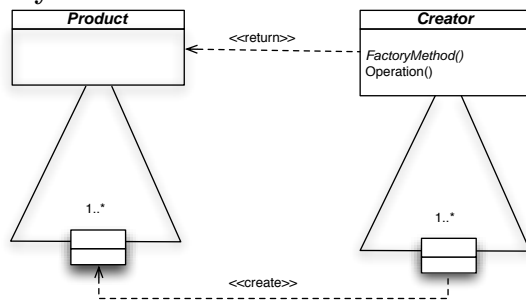 Product
Creator
<<return>>
FactoryMethod()
Operation()
1..*
1..*
<<create>>